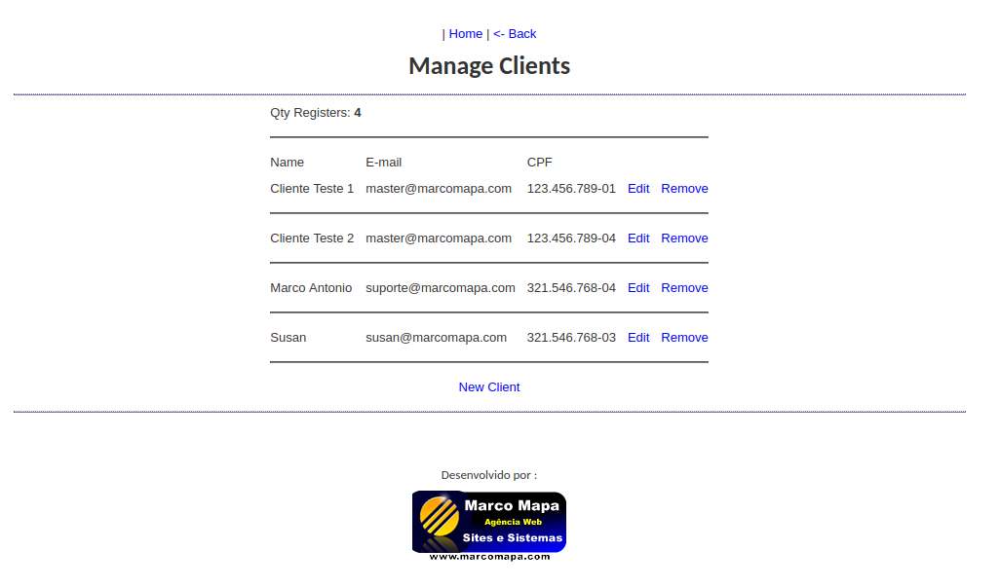 | Home | <- Back
Manage Clients
Qty Registers: 4
Name E-mail CPF
Cliente Teste 1 master@marcomapa.com 123.456.789-01 Edit Remove
Cliente Teste 2 master@marcomapa.com 123.456.789-04 Edit Remove
Marco Antonio suporte@marcomapa.com 321.546.768-04 Edit Remove
Susan susan@marcomapa.com 321.546.768-03 Edit Remove
New Client
Desenvolvido por :
Marco Mapa
Agência Web
Sites e Sistemas
www.marcomapa.com